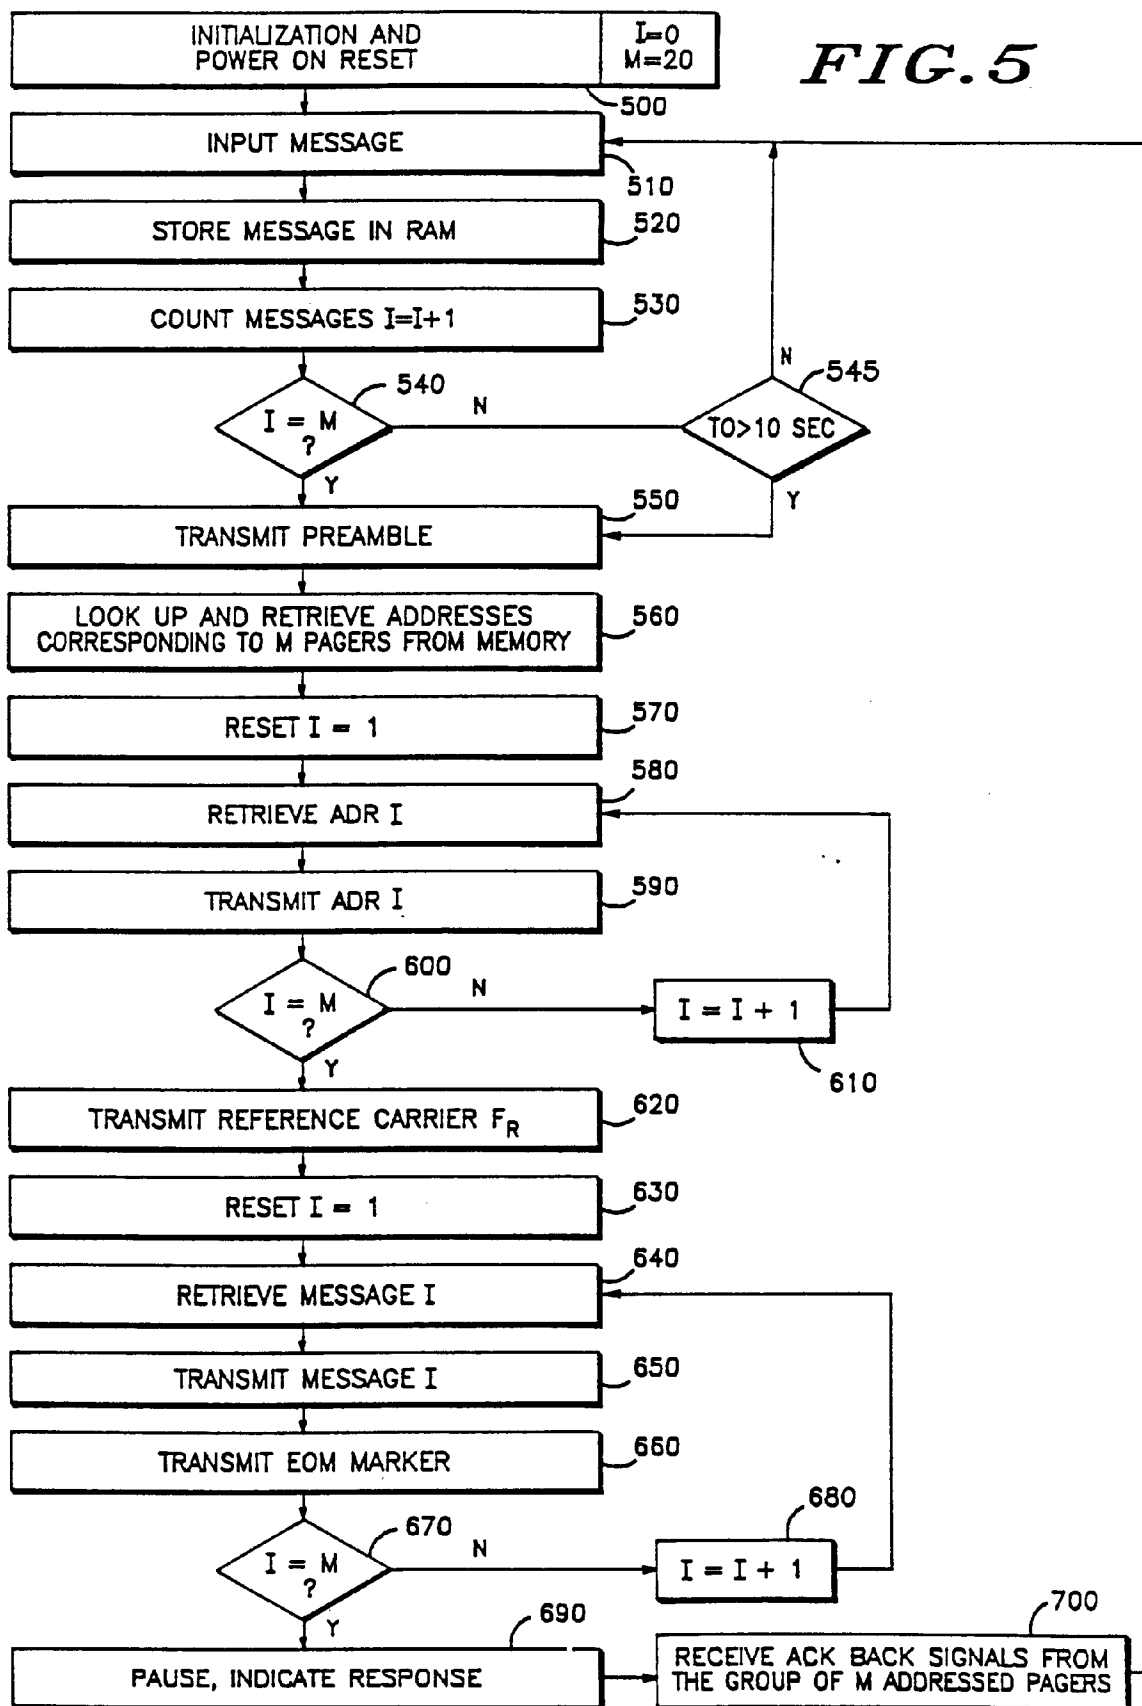 INITIALIZATION AND
POWER ON RESET
I=0
M=20
FIG.5
500
INPUT MESSAGE
510
STORE MESSAGE IN RAM
520
COUNT MESSAGES I=I+1
530
I = M
?
540
N
Y
TO>10 SEC
545
N
Y
TRANSMIT PREAMBLE
550
LOOK UP AND RETRIEVE ADDRESSES
CORRESPONDING TO M PAGERS FROM MEMORY
560
RESET I = 1
570
RETRIEVE ADR I
580
TRANSMIT ADR I
590
I = M
?
600
N
Y
I = I + 1
610
TRANSMIT REFERENCE CARRIER FR
620
RESET I = 1
630
RETRIEVE MESSAGE I
640
TRANSMIT MESSAGE I
650
TRANSMIT EOM MARKER
660
I = M
?
670
N
Y
I = I + 1
680
PAUSE, INDICATE RESPONSE
690
RECEIVE ACK BACK SIGNALS FROM
THE GROUP OF M ADDRESSED PAGERS
700